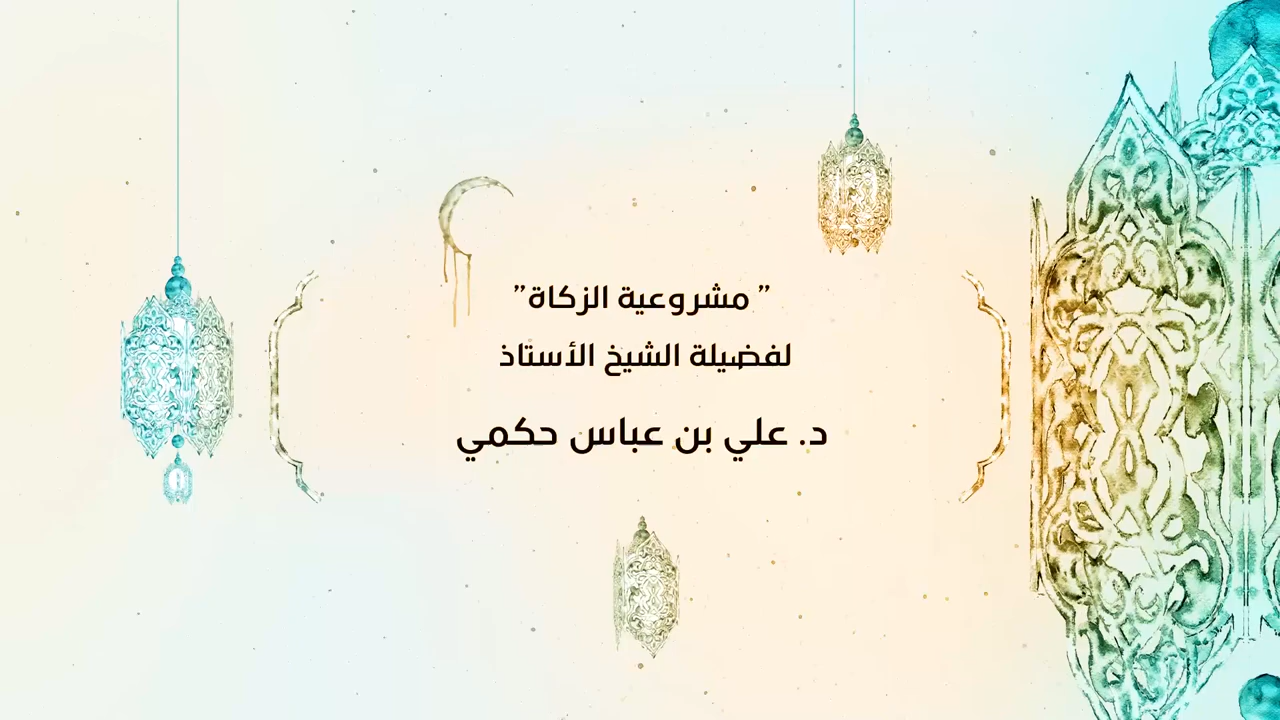 ” مشروعية الزكاة”
لفضيلة الشيخ الأستاذ
د. علي بن عباس حكمي